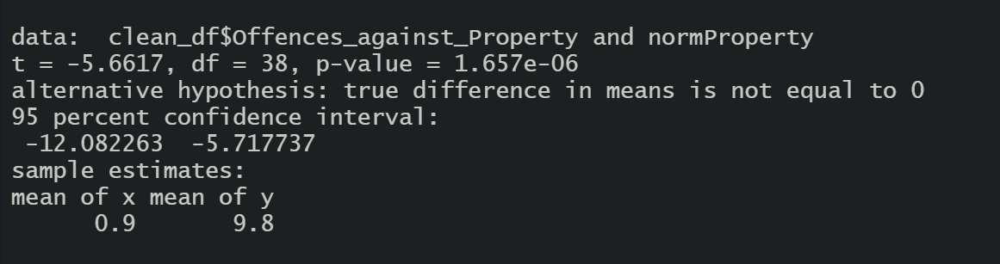 data:  clean_df$Offences_against_Property and normProperty
t = -5.6617, df = 38, p-value = 1.657e-06
alternative hypothesis: true difference in means is not equal to 0
95 percent confidence interval:
 -12.082263  -5.717737
sample estimates:
mean of x mean of y
      0.9       9.8